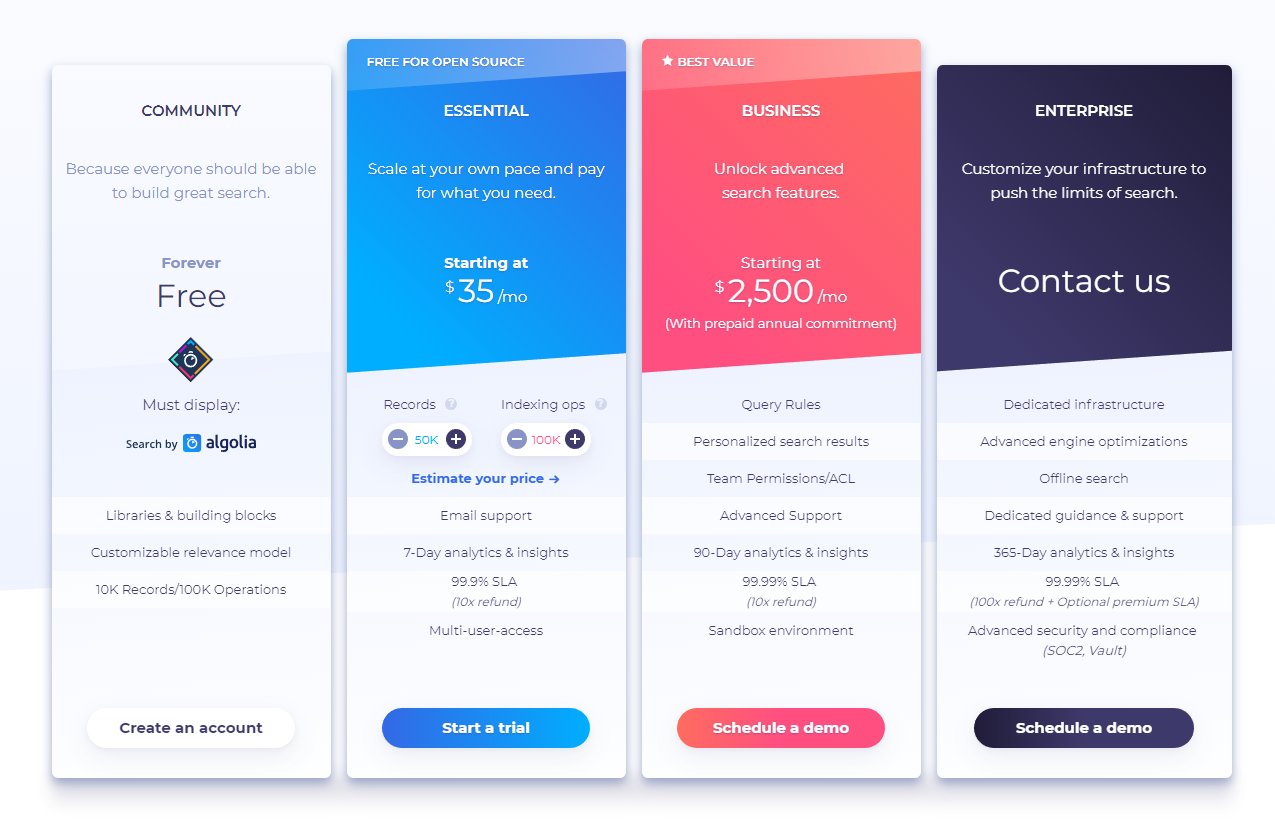 COMMUNITY
Because everyone should be able
to build great search.
Forever
Free
Must display:
Search by algolia
Libraries & building blocks
Customizable relevance model
10K Records/100K Operations
Create an account
FREE FOR OPEN SOURCE
ESSENTIAL
Scale at your own pace and pay
for what you need.
Starting at
$35/mo
Records ? Indexing ops ?
− 50K + − 100K +
Estimate your price →
Email support
7-Day analytics & insights
99.9% SLA
(10x refund)
Multi-user-access
Start a trial
★ BEST VALUE
BUSINESS
Unlock advanced
search features.
Starting at
$2,500/mo
(With prepaid annual commitment)
Query Rules
Personalized search results
Team Permissions/ACL
Advanced Support
90-Day analytics & insights
99.99% SLA
(10x refund)
Sandbox environment
Schedule a demo
ENTERPRISE
Customize your infrastructure to
push the limits of search.
Contact us
Dedicated infrastructure
Advanced engine optimizations
Offline search
Dedicated guidance & support
365-Day analytics & insights
99.99% SLA
(100x refund + Optional premium SLA)
Advanced security and compliance
(SOC2, Vault)
Schedule a demo